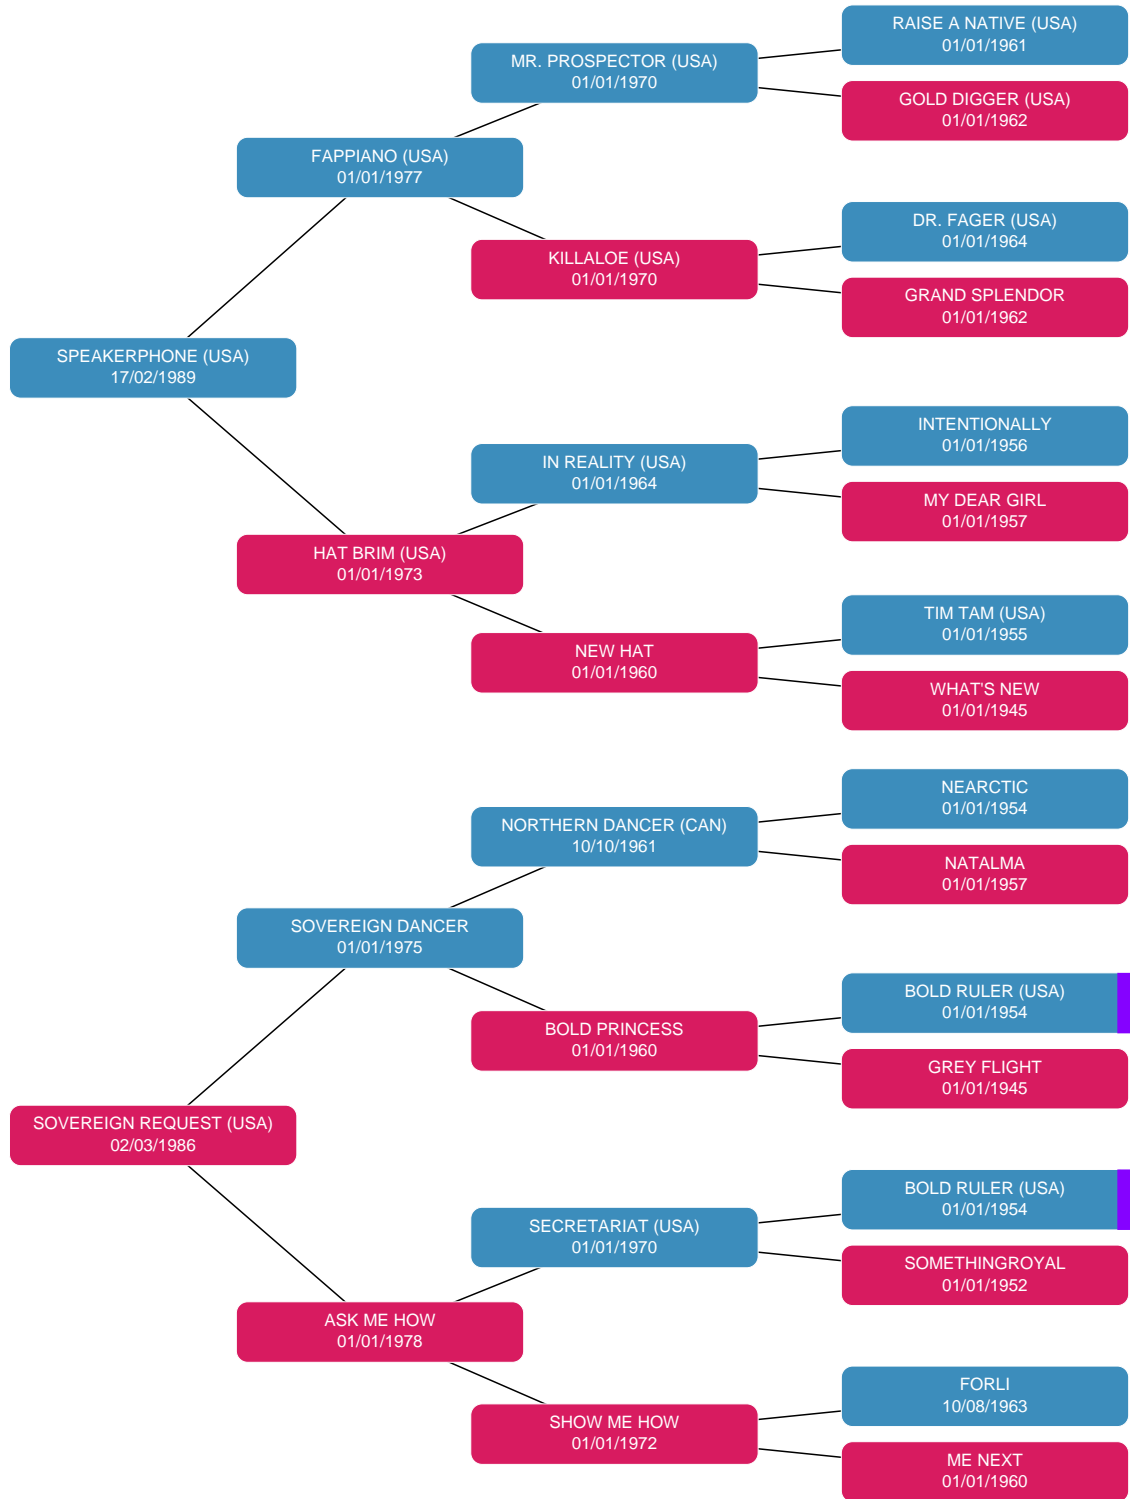 RAISE A NATIVE (USA)
01/01/1961
MR. PROSPECTOR (USA)
01/01/1970
GOLD DIGGER (USA)
01/01/1962
FAPPIANO (USA)
01/01/1977
DR. FAGER (USA)
01/01/1964
KILLALOE (USA)
01/01/1970
GRAND SPLENDOR
01/01/1962
SPEAKERPHONE (USA)
17/02/1989
INTENTIONALLY
01/01/1956
IN REALITY (USA)
01/01/1964
MY DEAR GIRL
01/01/1957
HAT BRIM (USA)
01/01/1973
TIM TAM (USA)
01/01/1955
NEW HAT
01/01/1960
WHAT'S NEW
01/01/1945
NEARCTIC
01/01/1954
NORTHERN DANCER (CAN)
10/10/1961
NATALMA
01/01/1957
SOVEREIGN DANCER
01/01/1975
BOLD RULER (USA)
01/01/1954
BOLD PRINCESS
01/01/1960
GREY FLIGHT
01/01/1945
SOVEREIGN REQUEST (USA)
02/03/1986
BOLD RULER (USA)
01/01/1954
SECRETARIAT (USA)
01/01/1970
SOMETHINGROYAL
01/01/1952
ASK ME HOW
01/01/1978
FORLI
10/08/1963
SHOW ME HOW
01/01/1972
ME NEXT
01/01/1960